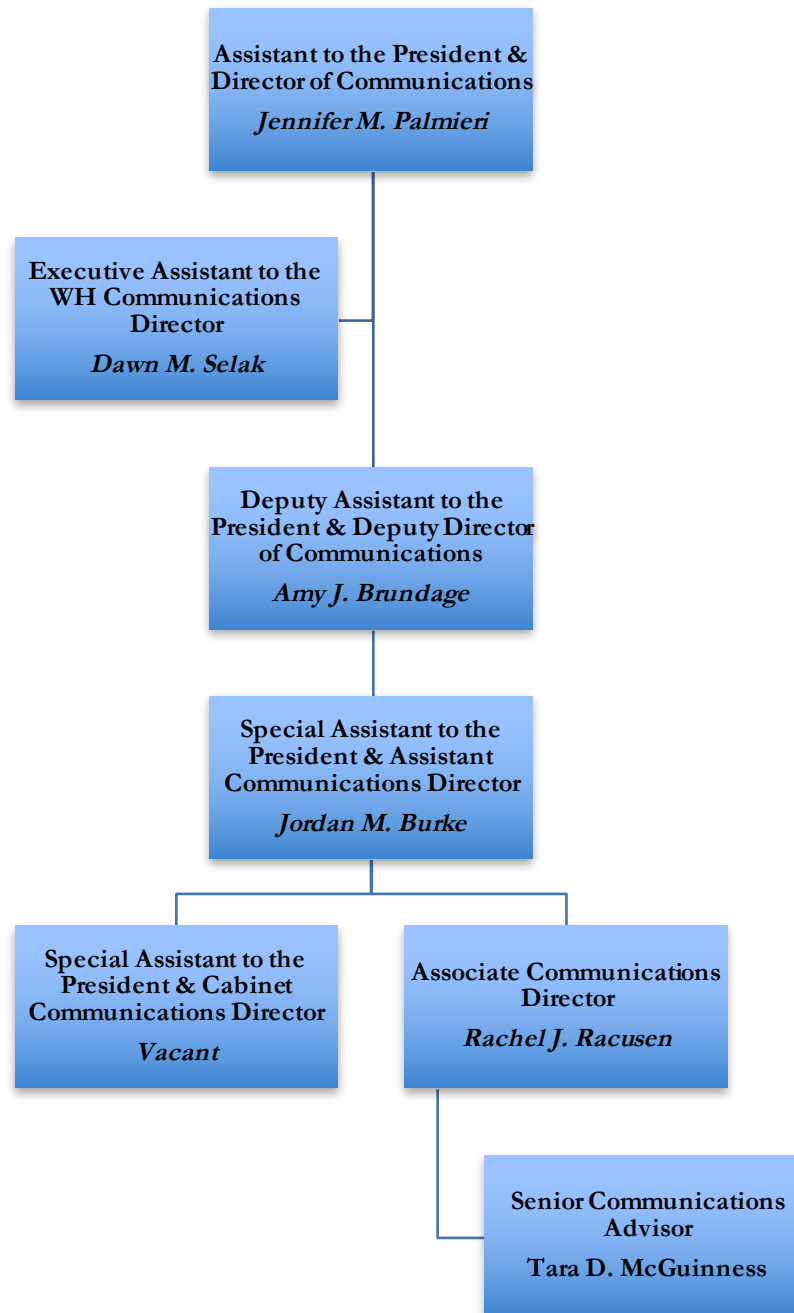 Assistant to the President &
Director of Communications
Jennifer M. Palmieri
Executive Assistant to the
WH Communications
Director
Dawn M. Selak
Deputy Assistant to the
President & Deputy Director
of Communications
Amy J. Brundage
Special Assistant to the
President & Assistant
Communications Director
Jordan M. Burke
Special Assistant to the
President & Cabinet
Communications Director
Vacant
Associate Communications
Director
Rachel J. Racusen
Senior Communications
Advisor
Tara D. McGuinness